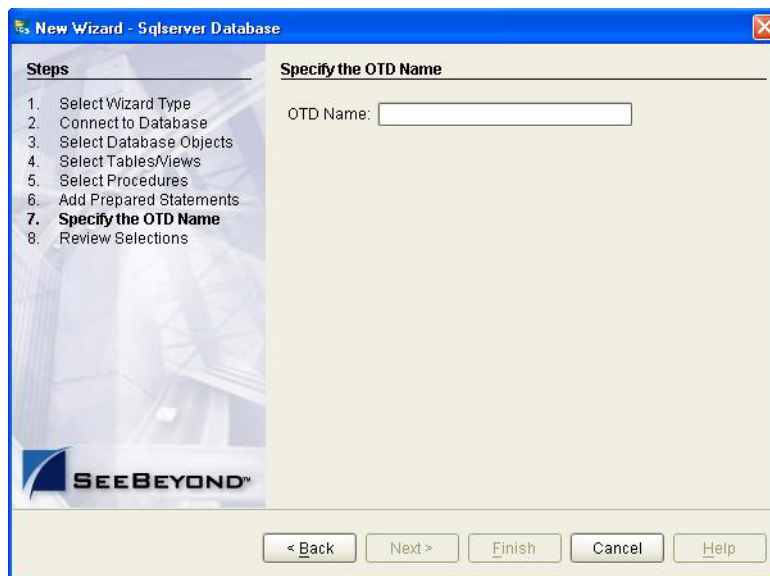 New Wizard - Sqlserver Database
Steps
1. Select Wizard Type
2. Connect to Database
3. Select Database Objects
4. Select Tables/Views
5. Select Procedures
6. Add Prepared Statements
7. Specify the OTD Name
8. Review Selections
Specify the OTD Name
OTD Name:
SEEBEYOND™
< Back
Next >
Finish
Cancel
Help